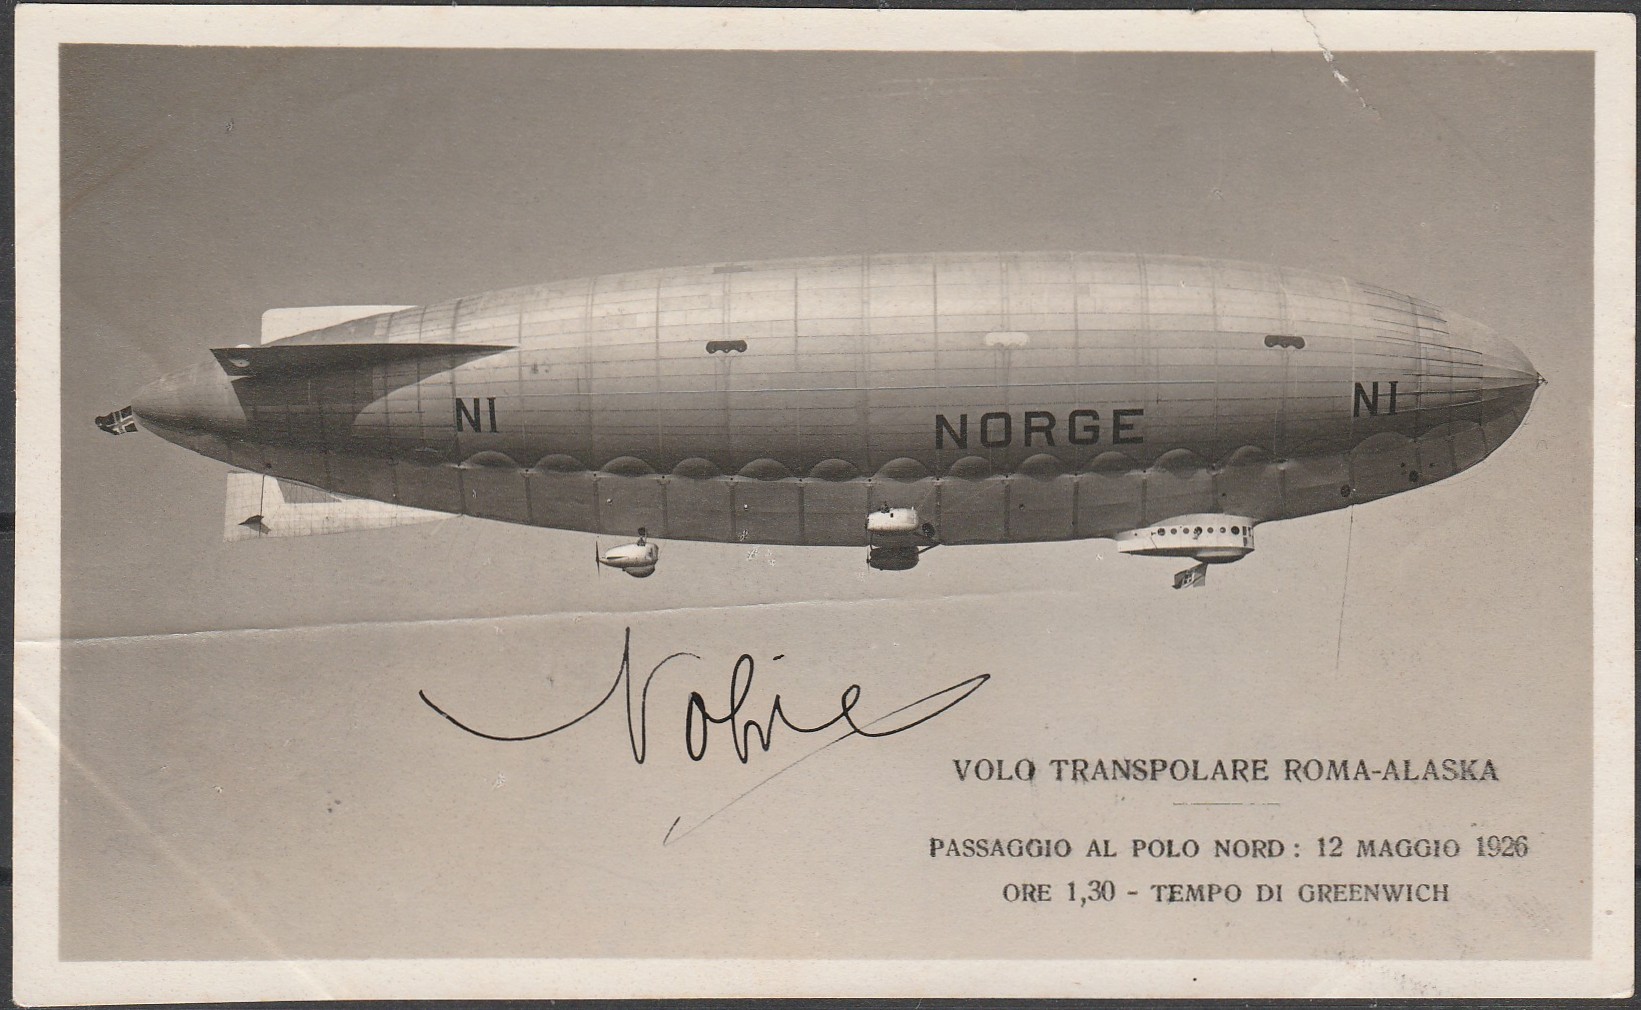 NI
NI
NORGE
Nobile
VOLO TRANSPOLARE ROMA-ALASKA
PASSAGGIO AL POLO NORD : 12 MAGGIO 1926
ORE 1,30 - TEMPO DI GREENWICH